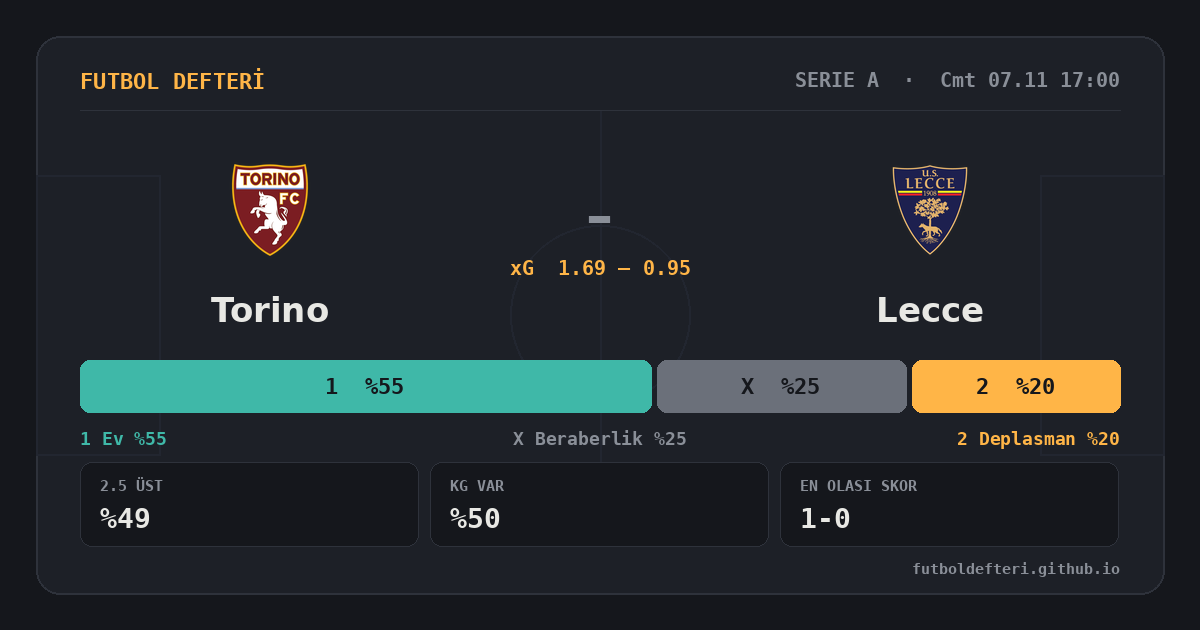 FUTBOL DEFTERİ
SERIE A · Cmt 07.11 17:00
TORINO
FC
U.S.
LECCE
1908
–
xG 1.69 – 0.95
Torino
Lecce
1 %55
X %25
2 %20
1 Ev %55
X Beraberlik %25
2 Deplasman %20
2.5 ÜST
%49
KG VAR
%50
EN OLASI SKOR
1-0
futboldefteri.github.io